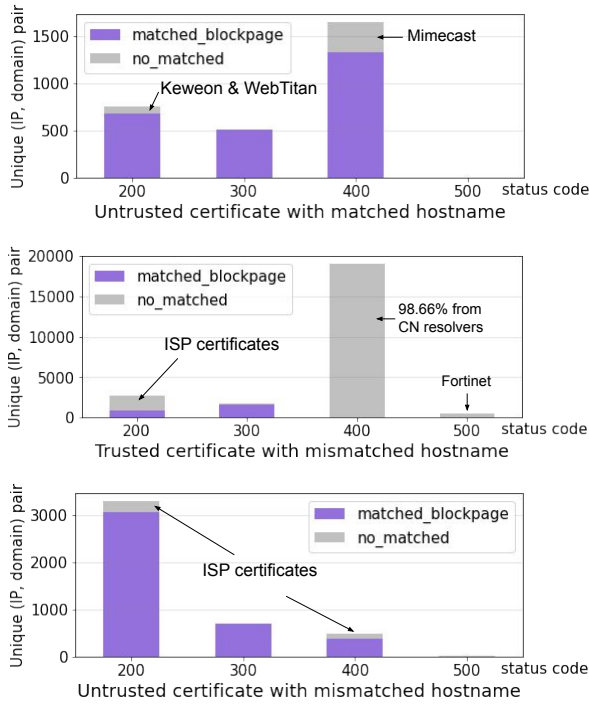 Unique (IP, domain) pair
1500
1000
500
0
matched_blockpage
no_matched
Mimecast
Keweon & WebTitan
200 300 400 500 status code
Untrusted certificate with matched hostname
Unique (IP, domain) pair
20000
15000
10000
5000
0
matched_blockpage
no_matched
98.66% from
CN resolvers
ISP certificates
Fortinet
200 300 400 500 status code
Trusted certificate with mismatched hostname
Unique (IP, domain) pair
3000
2000
1000
0
matched_blockpage
no_matched
ISP certificates
200 300 400 500 status code
Untrusted certificate with mismatched hostname